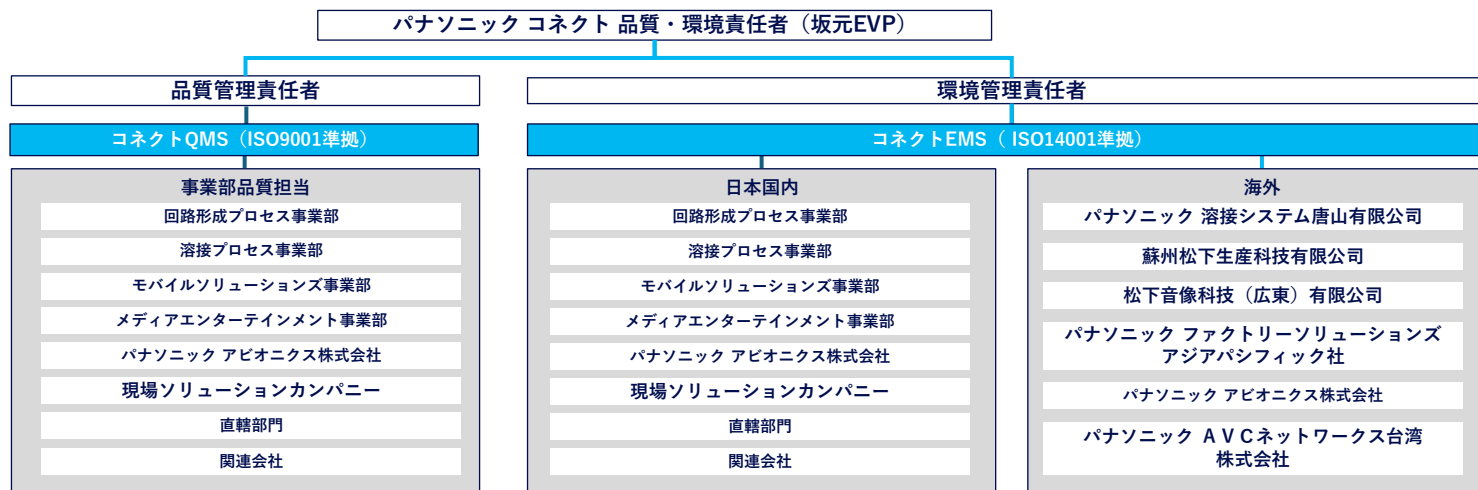 パナソニック コネクト 品質・環境責任者（坂元EVP）
品質管理責任者
環境管理責任者
コネクトQMS（ISO9001準拠）
コネクトEMS（ ISO14001準拠）
事業部品質担当
回路形成プロセス事業部
溶接プロセス事業部
モバイルソリューションズ事業部
メディアエンターテインメント事業部
パナソニック アビオニクス株式会社
現場ソリューションカンパニー
直轄部門
関連会社
日本国内
回路形成プロセス事業部
溶接プロセス事業部
モバイルソリューションズ事業部
メディアエンターテインメント事業部
パナソニック アビオニクス株式会社
現場ソリューションカンパニー
直轄部門
関連会社
海外
パナソニック 溶接システム唐山有限公司
蘇州松下生産科技有限公司
松下音像科技（広東）有限公司
パナソニック ファクトリーソリューションズ
アジアパシフィック社
パナソニック アビオニクス株式会社
パナソニック ＡＶＣネットワークス台湾
株式会社